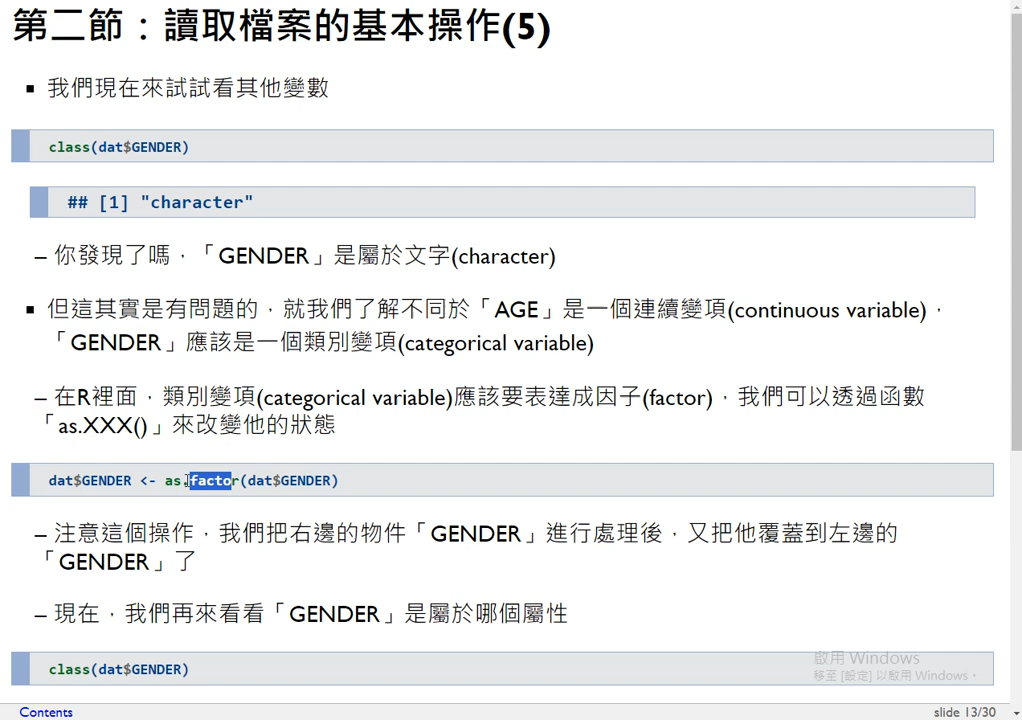 第二節：讀取檔案的基本操作(5)
▪ 我們現在來試試看其他變數
class(dat$GENDER)
## [1] "character"
– 你發現了嗎，「GENDER」是屬於文字(character)
▪ 但這其實是有問題的，就我們了解不同於「AGE」是一個連續變項(continuous variable)，
「GENDER」應該是一個類別變項(categorical variable)
– 在R裡面，類別變項(categorical variable)應該要表達成因子(factor)，我們可以透過函數
「as.XXX()」來改變他的狀態
dat$GENDER <- as.factor(dat$GENDER)
– 注意這個操作，我們把右邊的物件「GENDER」進行處理後，又把他覆蓋到左邊的
「GENDER」了
– 現在，我們再來看看「GENDER」是屬於哪個屬性
class(dat$GENDER)
啟用 Windows
移至 [設定] 以啟用 Windows。
Contents
slide 13/30